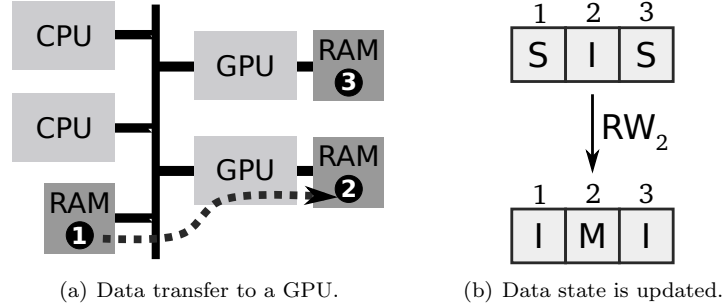 CPU
GPU
RAM
3
CPU
GPU
RAM
2
RAM
1
(a) Data transfer to a GPU.
1 2 3
S I S
RW2
1 2 3
I M I
(b) Data state is updated.